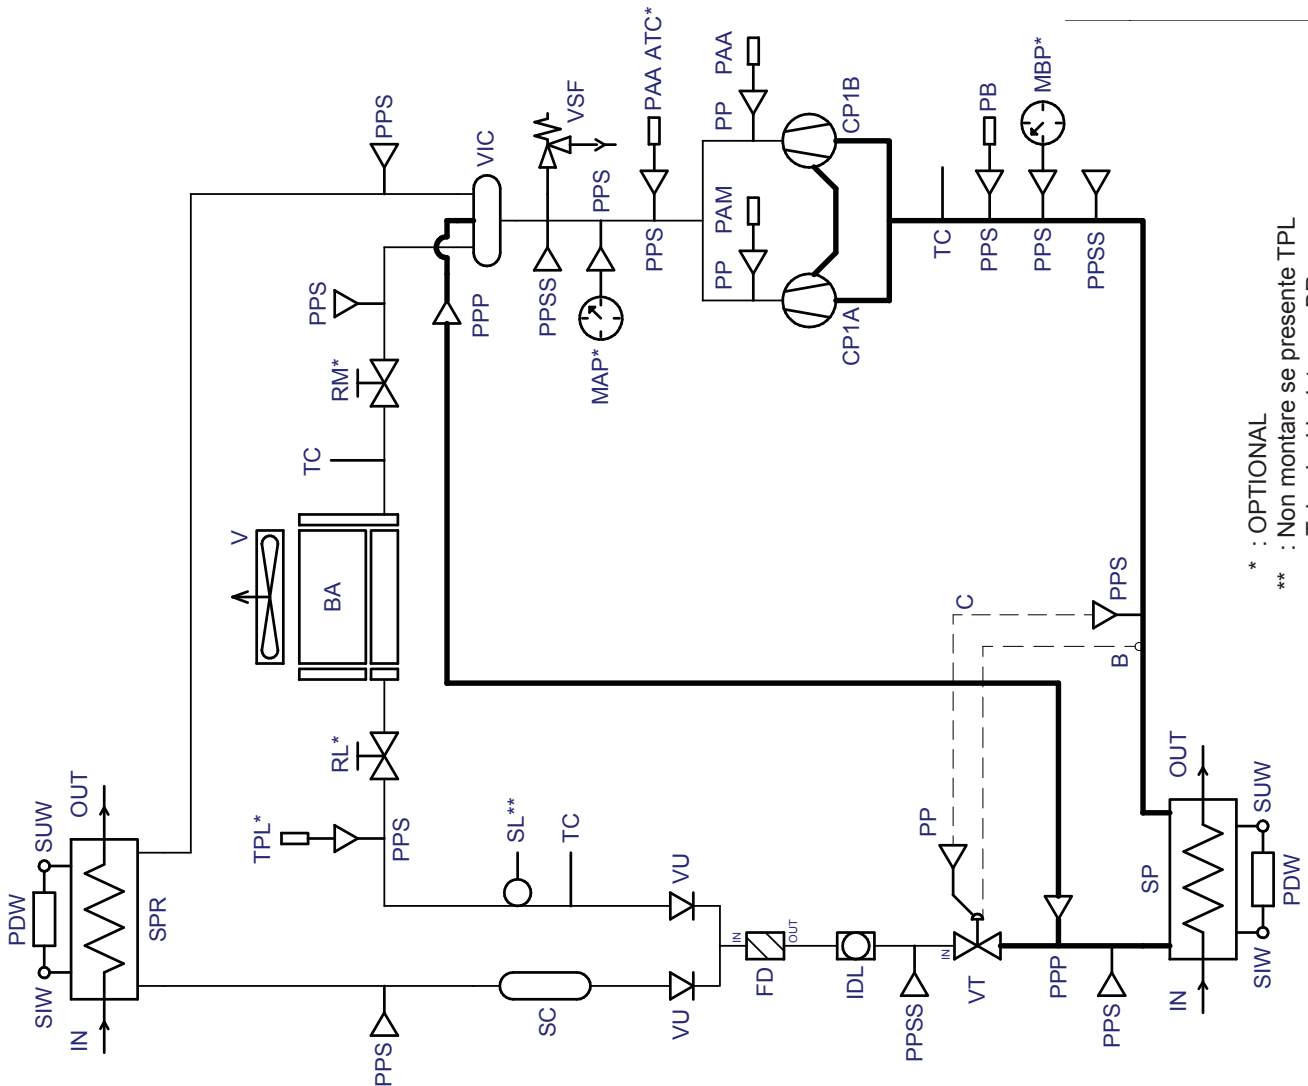 PDW
SIW
SUW
IN
OUT
SPR
V
TPL*
TC
PPS
BA
RL*
RM*
PPS
PPS
PPS
PPP
VIC
SL**
SC
PPSS
TC
VSF
MAP*
PPS
PPS
PAA ATC*
VU
VU
PP
PAM
PP
PAA
IN
FD
OUT
CP1A
CP1B
IDL
PPSS
PP
IN
TC
C
VT
PPS
PB
PPS
MBP*
PPP
PPSS
PPS
PPS
B
SP
IN
OUT
SIW
SUW
PDW
* : OPTIONAL
** : Non montare se presente TPL